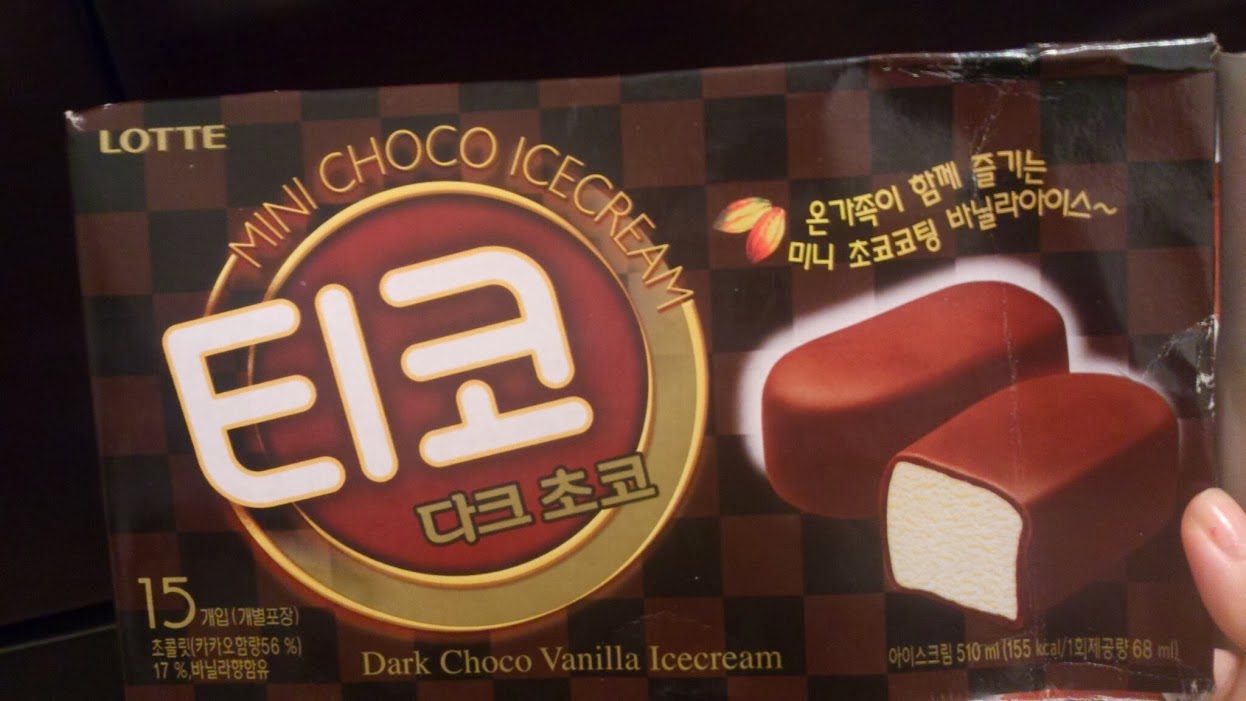 LOTTE
MINI CHOCO ICECREAM
티코
다크 초코
온가족이 함께 즐기는
미니 초코코팅 바닐라아이스~
15 개입(개별포장)
초콜릿(카카오함량56 %)
17 %,바닐라향함유
Dark Choco Vanilla Icecream
아이스크림 510 ml (155 kcal/1회제공량 68 ml)